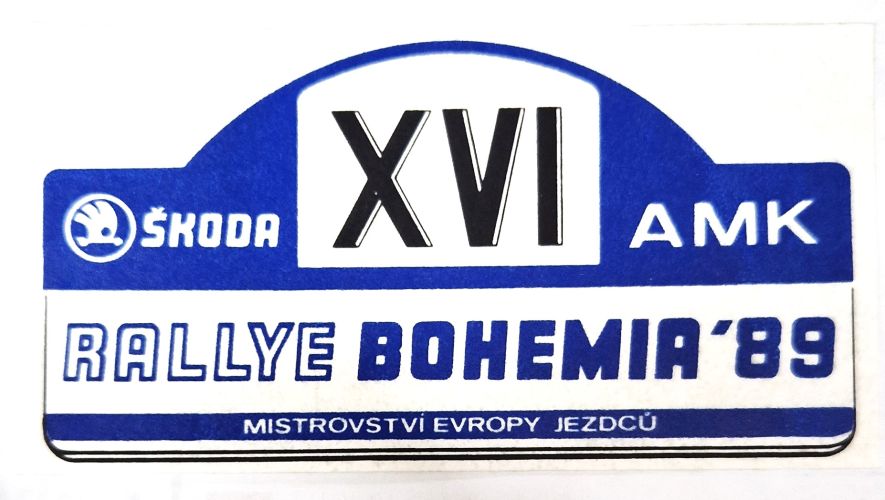 XVI
ŠKODA AMK
RALLYE BOHEMIA '89
MISTROVSTVÍ EVROPY JEZDCŮ